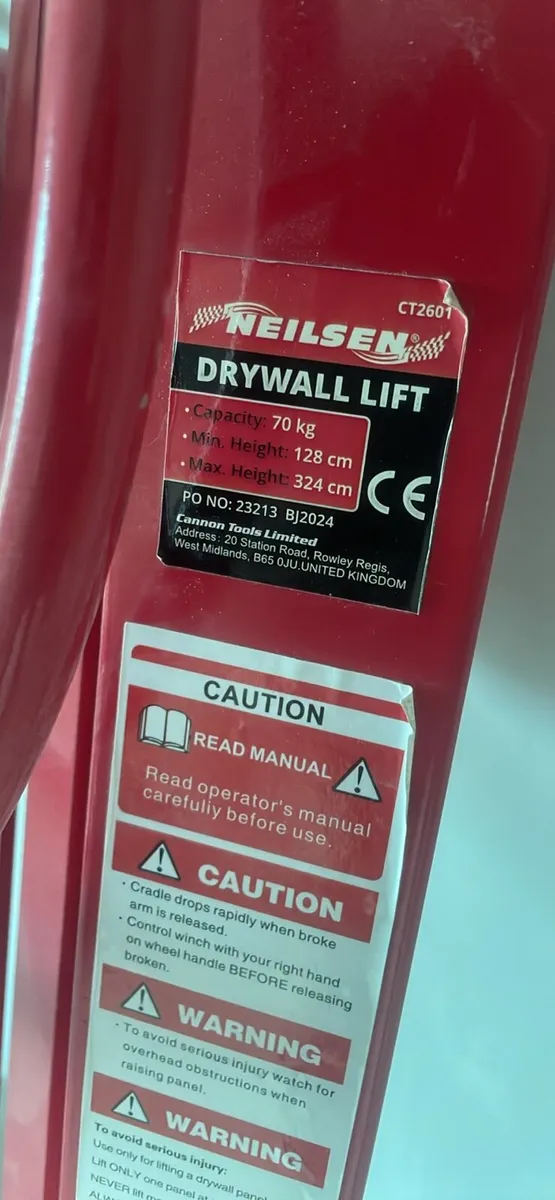 CT2601
NEILSEN®
DRYWALL LIFT
• Capacity: 70 kg
• Min. Height: 128 cm
• Max. Height: 324 cm
CE
PO NO: 23213 BJ2024
Cannon Tools Limited
Address: 20 Station Road, Rowley Regis,
West Midlands, B65 0JU.UNITED KINGDOM
CAUTION
READ MANUAL
Read operator's manual
carefully before use.
CAUTION
· Cradle drops rapidly when broke
arm is released.
· Control winch with your right hand
on wheel handle BEFORE releasing
broken.
WARNING
· To avoid serious injury watch for
overhead obstructions when
raising panel.
WARNING
To avoid serious injury:
Use only for lifting a drywall
Lift ONLY one panel
NEVER lift